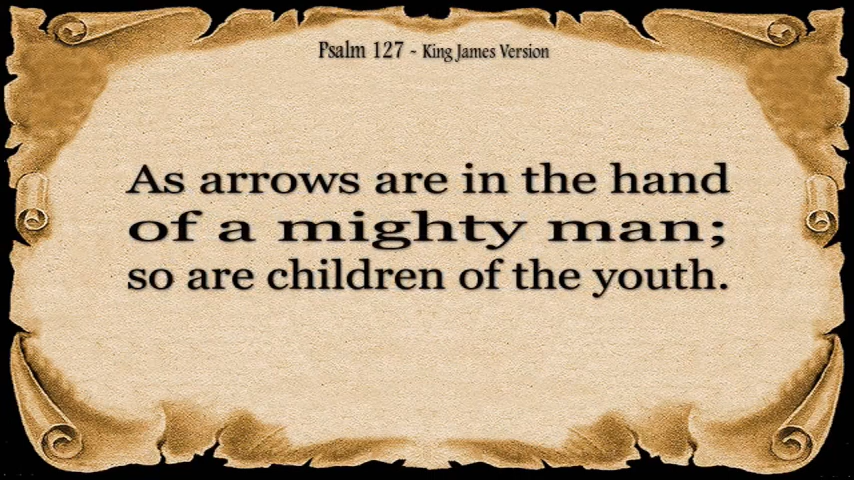 Psalm 127 - King James Version
As arrows are in the hand
of a mighty man;
so are children of the youth.